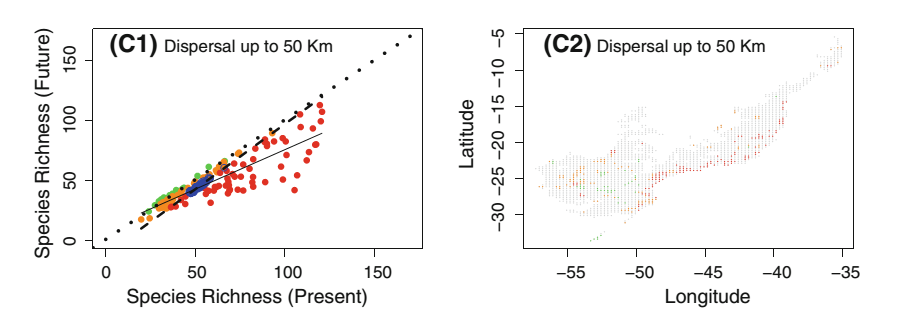 (C1) Dispersal up to 50 Km
Species Richness (Future)
150
100
50
0
0 50 100 150
Species Richness (Present)
(C2) Dispersal up to 50 Km
Latitude
−5
−10
−15
−20
−25
−30
−55 −50 −45 −40 −35
Longitude